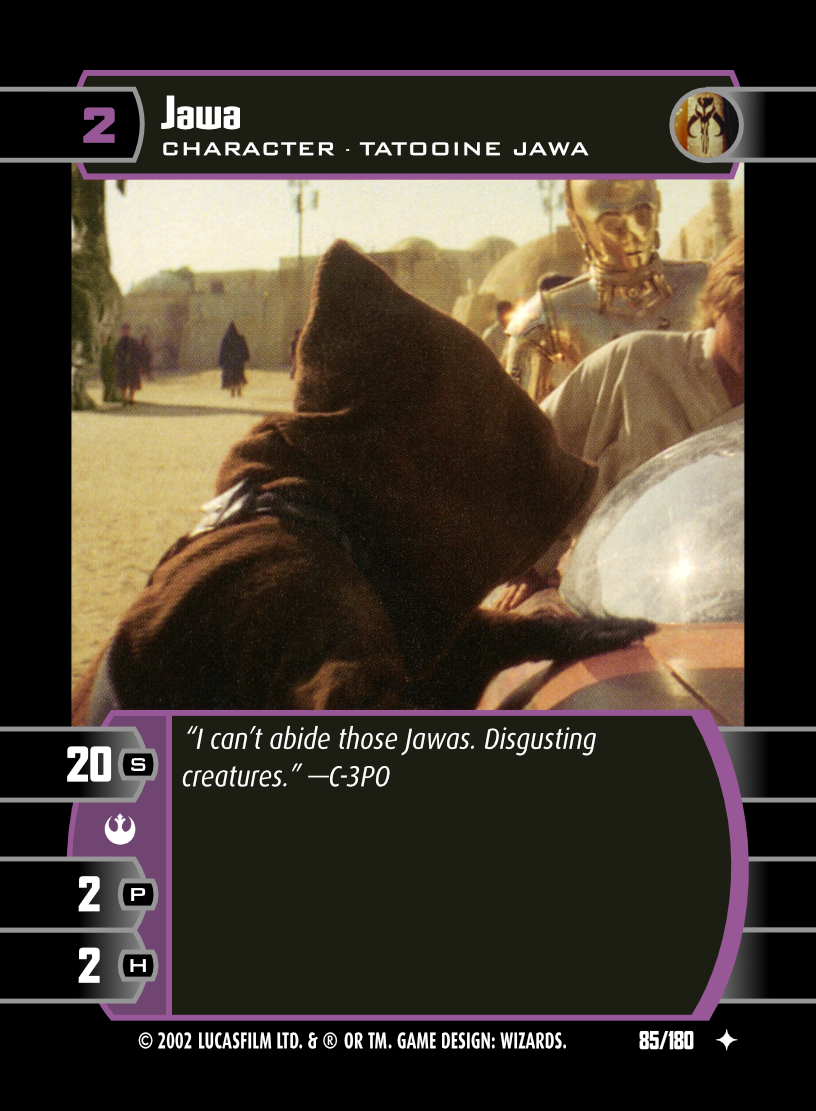 2
Jawa
CHARACTER · TATOOINE JAWA
“I can’t abide those Jawas. Disgusting
creatures.” —C-3PO
20 S
2 P
2 H
© 2002 LUCASFILM LTD. & ® OR TM. GAME DESIGN: WIZARDS.
85/180